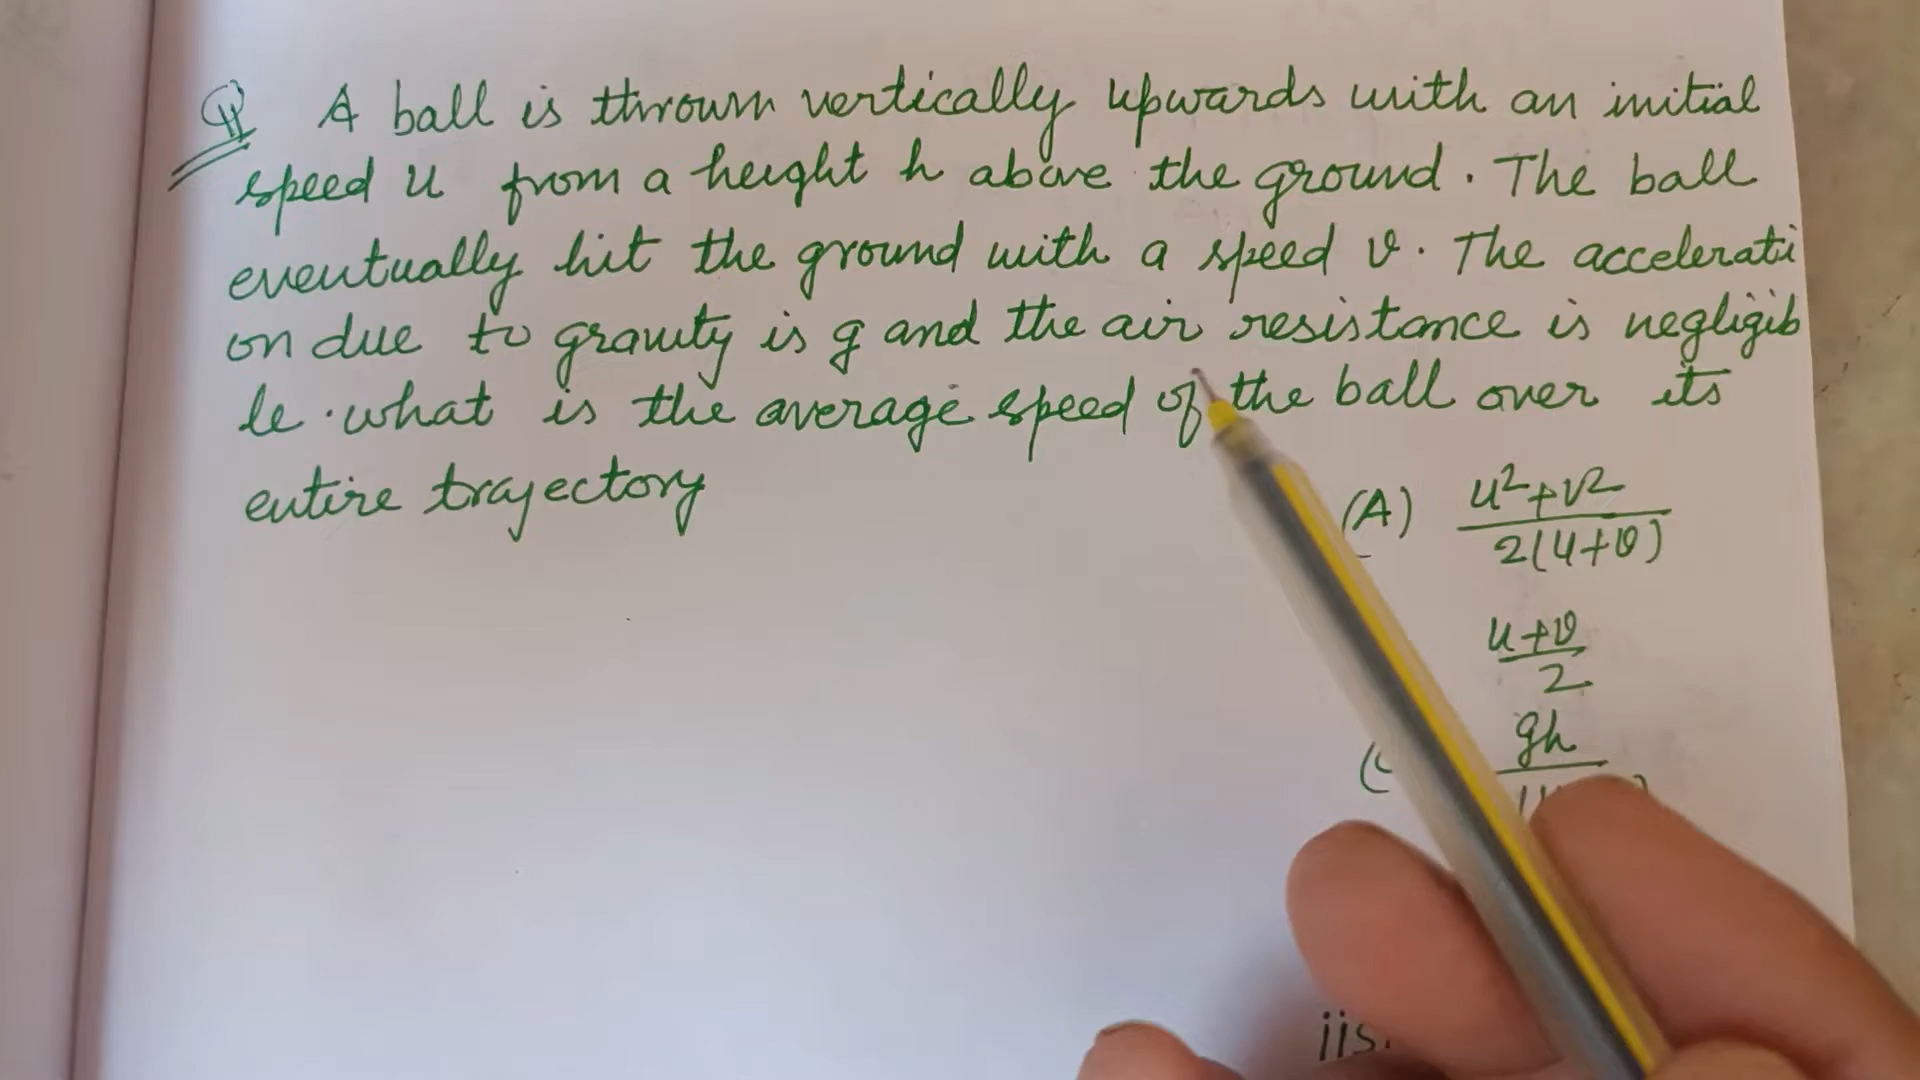 Q A ball is thrown vertically upwards with an initial
speed u from a height h above the ground. The ball
eventually hit the ground with a speed v. The accelerati
on due to gravity is g and the air resistance is negligib
le. what is the average speed of the ball over its
entire trajectory
(A) u²+v² / 2(u+v)
u+v / 2
gh
iis